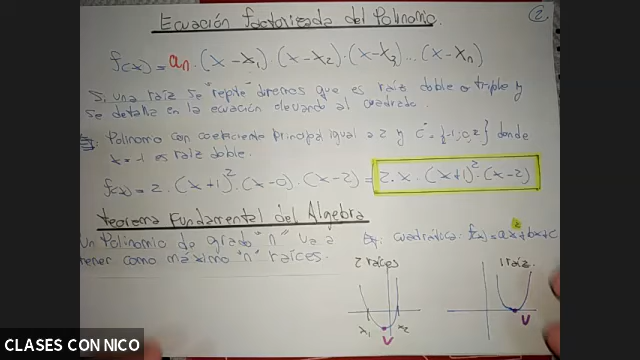 Ecuación factorizada del Polinomio.
②
f(x) = an · (x - x1) · (x - x2) · (x - x3) ... (x - xn)
Si una raíz se "repite" diremos que es raíz doble o triple y
se detalla en la ecuación elevando al cuadrado.
Ej: Polinomio con coeficiente principal igual a 2 y C° = {-1; 0; 2} donde
x = -1 es raíz doble.
f(x) = 2 · (x+1)² · (x-0) · (x-2) = 2 · x · (x+1)² · (x-2)
Teorema Fundamental del Álgebra
Un Polinomio de grado "n" va a
tener como máximo "n" raíces.
Ej: cuadrática: f(x) = ax² + bx + c
2 raíces
1 raíz.
x1
x2
V
V
CLASES CON NICO